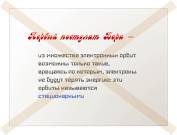 Первый постулат Бора —
из множества электронных орбит
возможны только такие,
вращаясь по которым, электроны
не будут терять энергию: эти
орбиты называются
стационарными